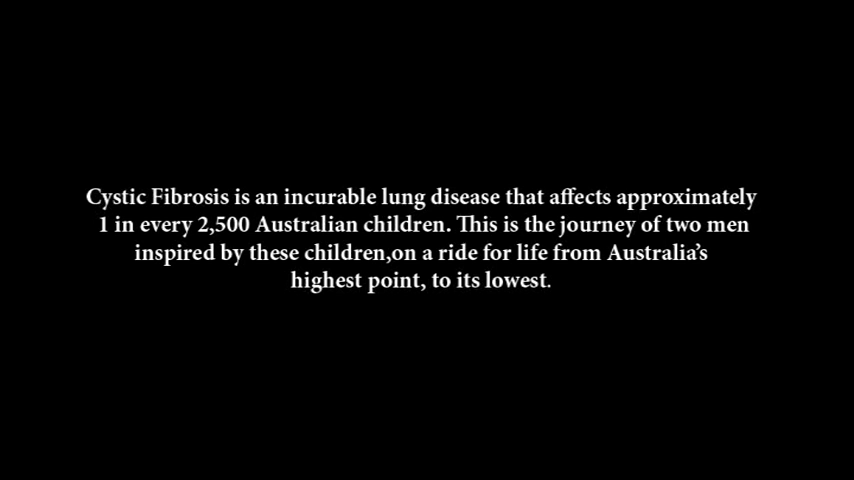 Cystic Fibrosis is an incurable lung disease that affects approximately
1 in every 2,500 Australian children. This is the journey of two men
inspired by these children,on a ride for life from Australia’s
highest point, to its lowest.